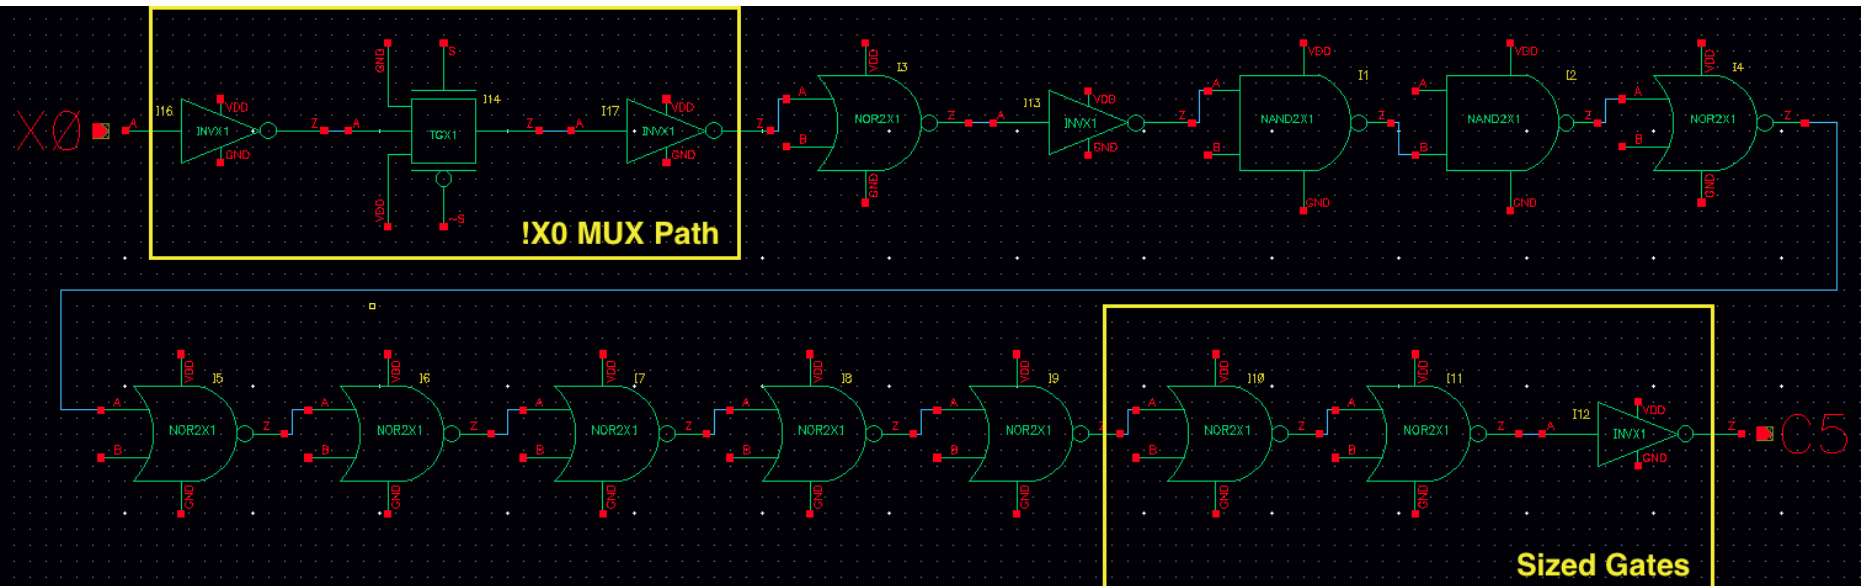 X0
A
I16
VDD
INVX1
GND
Z
A
GND
S
I14
TGX1
VDD
~S
Z
A
I17
VDD
INVX1
GND
Z
!X0 MUX Path
A
B
VDD
I3
NOR2X1
GND
Z
A
I13
VDD
INVX1
GND
Z
A
B
VDD
I1
NAND2X1
GND
Z
A
B
VDD
I2
NAND2X1
GND
Z
A
B
VDD
I4
NOR2X1
GND
Z
A
B
VDD
I5
NOR2X1
GND
Z
A
B
VDD
I6
NOR2X1
GND
Z
A
B
VDD
I7
NOR2X1
GND
Z
A
B
VDD
I8
NOR2X1
GND
Z
A
B
VDD
I9
NOR2X1
GND
Z
A
B
VDD
I10
NOR2X1
GND
Z
A
B
VDD
I11
NOR2X1
GND
Z
A
I12
VDD
INVX1
GND
Z
C5
Sized Gates